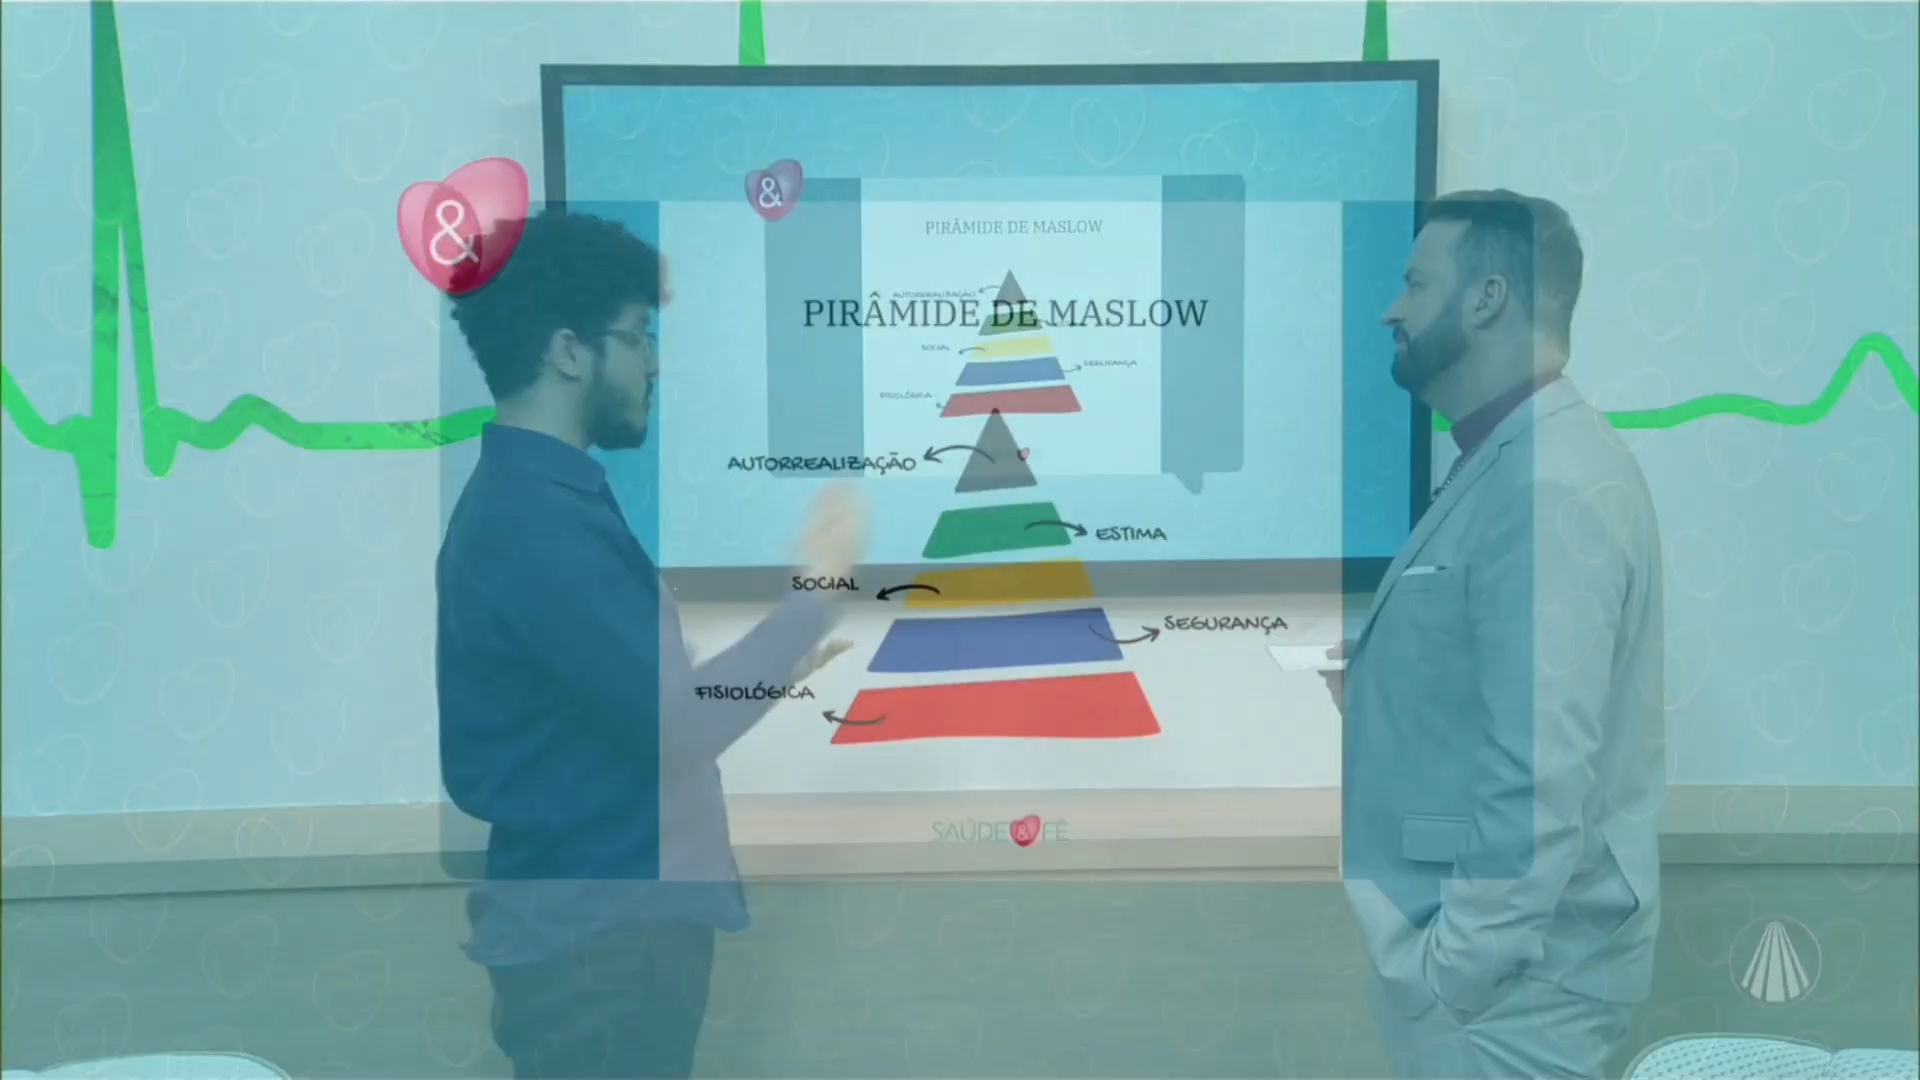 &
&
PIRÂMIDE DE MASLOW
AUTORREALIZAÇÃO
SOCIAL
SEGURANÇA
FISIOLÓGICA
PIRÂMIDE DE MASLOW
AUTORREALIZAÇÃO
ESTIMA
SOCIAL
SEGURANÇA
FISIOLÓGICA
SAÚDE & FÉ